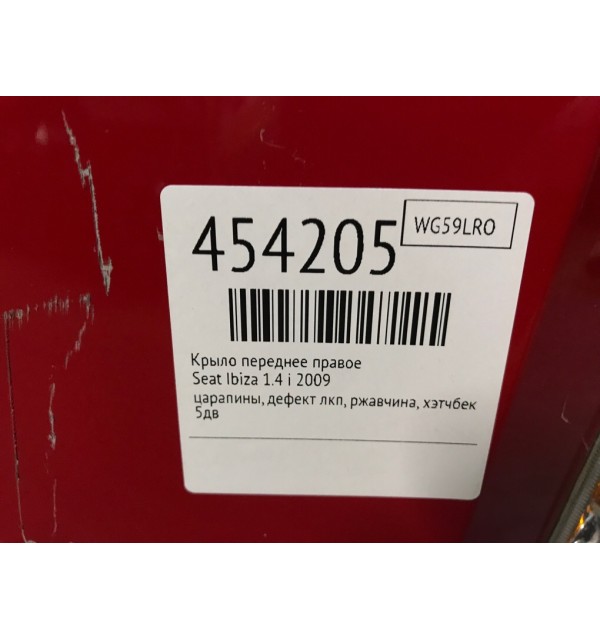 454205
WG59LRO
Крыло переднее правое
Seat Ibiza 1.4 i 2009
царапины, дефект лкп, ржавчина, хэтчбек
5дв